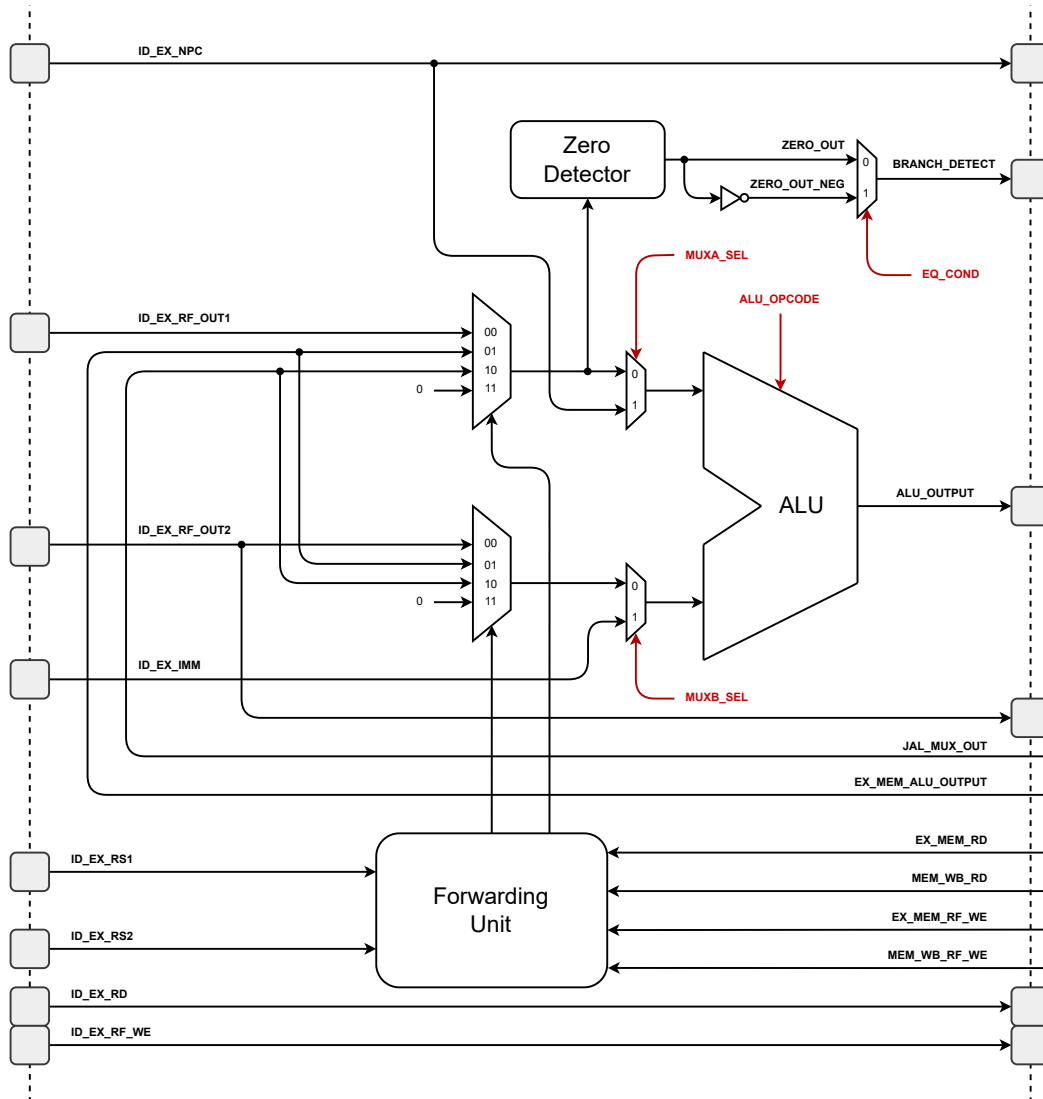 ID_EX_NPC
Zero
Detector
ZERO_OUT
ZERO_OUT_NEG
0
1
BRANCH_DETECT
EQ_COND
MUXA_SEL
ALU_OPCODE
ID_EX_RF_OUT1
00
01
10
11
0
0
1
ALU
ALU_OUTPUT
ID_EX_RF_OUT2
00
01
10
11
0
0
1
ID_EX_IMM
MUXB_SEL
JAL_MUX_OUT
EX_MEM_ALU_OUTPUT
ID_EX_RS1
ID_EX_RS2
Forwarding
Unit
EX_MEM_RD
MEM_WB_RD
EX_MEM_RF_WE
MEM_WB_RF_WE
ID_EX_RD
ID_EX_RF_WE